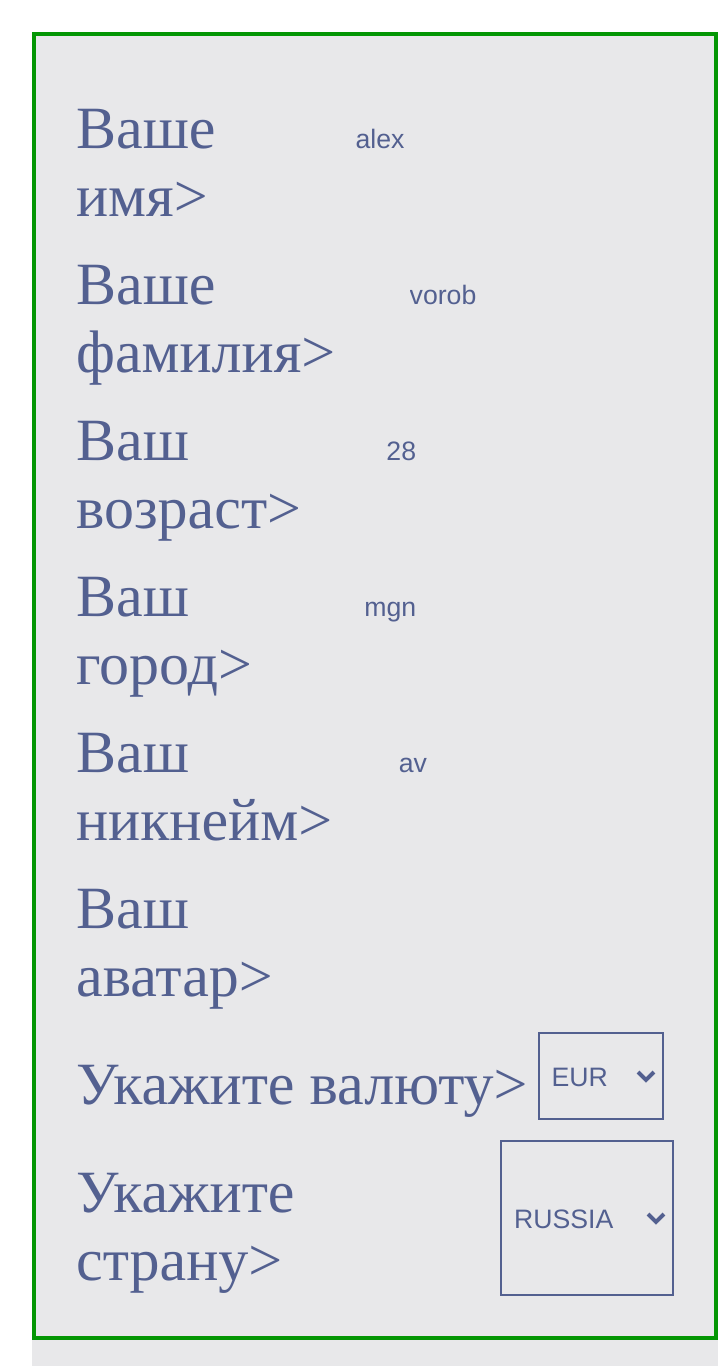 Ваше
alex
имя>
Ваше
vorob
фамилия>
Ваш
28
возраст>
Ваш
mgn
город>
Ваш
av
никнейм>
Ваш
аватар>
Укажите валюту> EUR
Укажите
RUSSIA
страну>